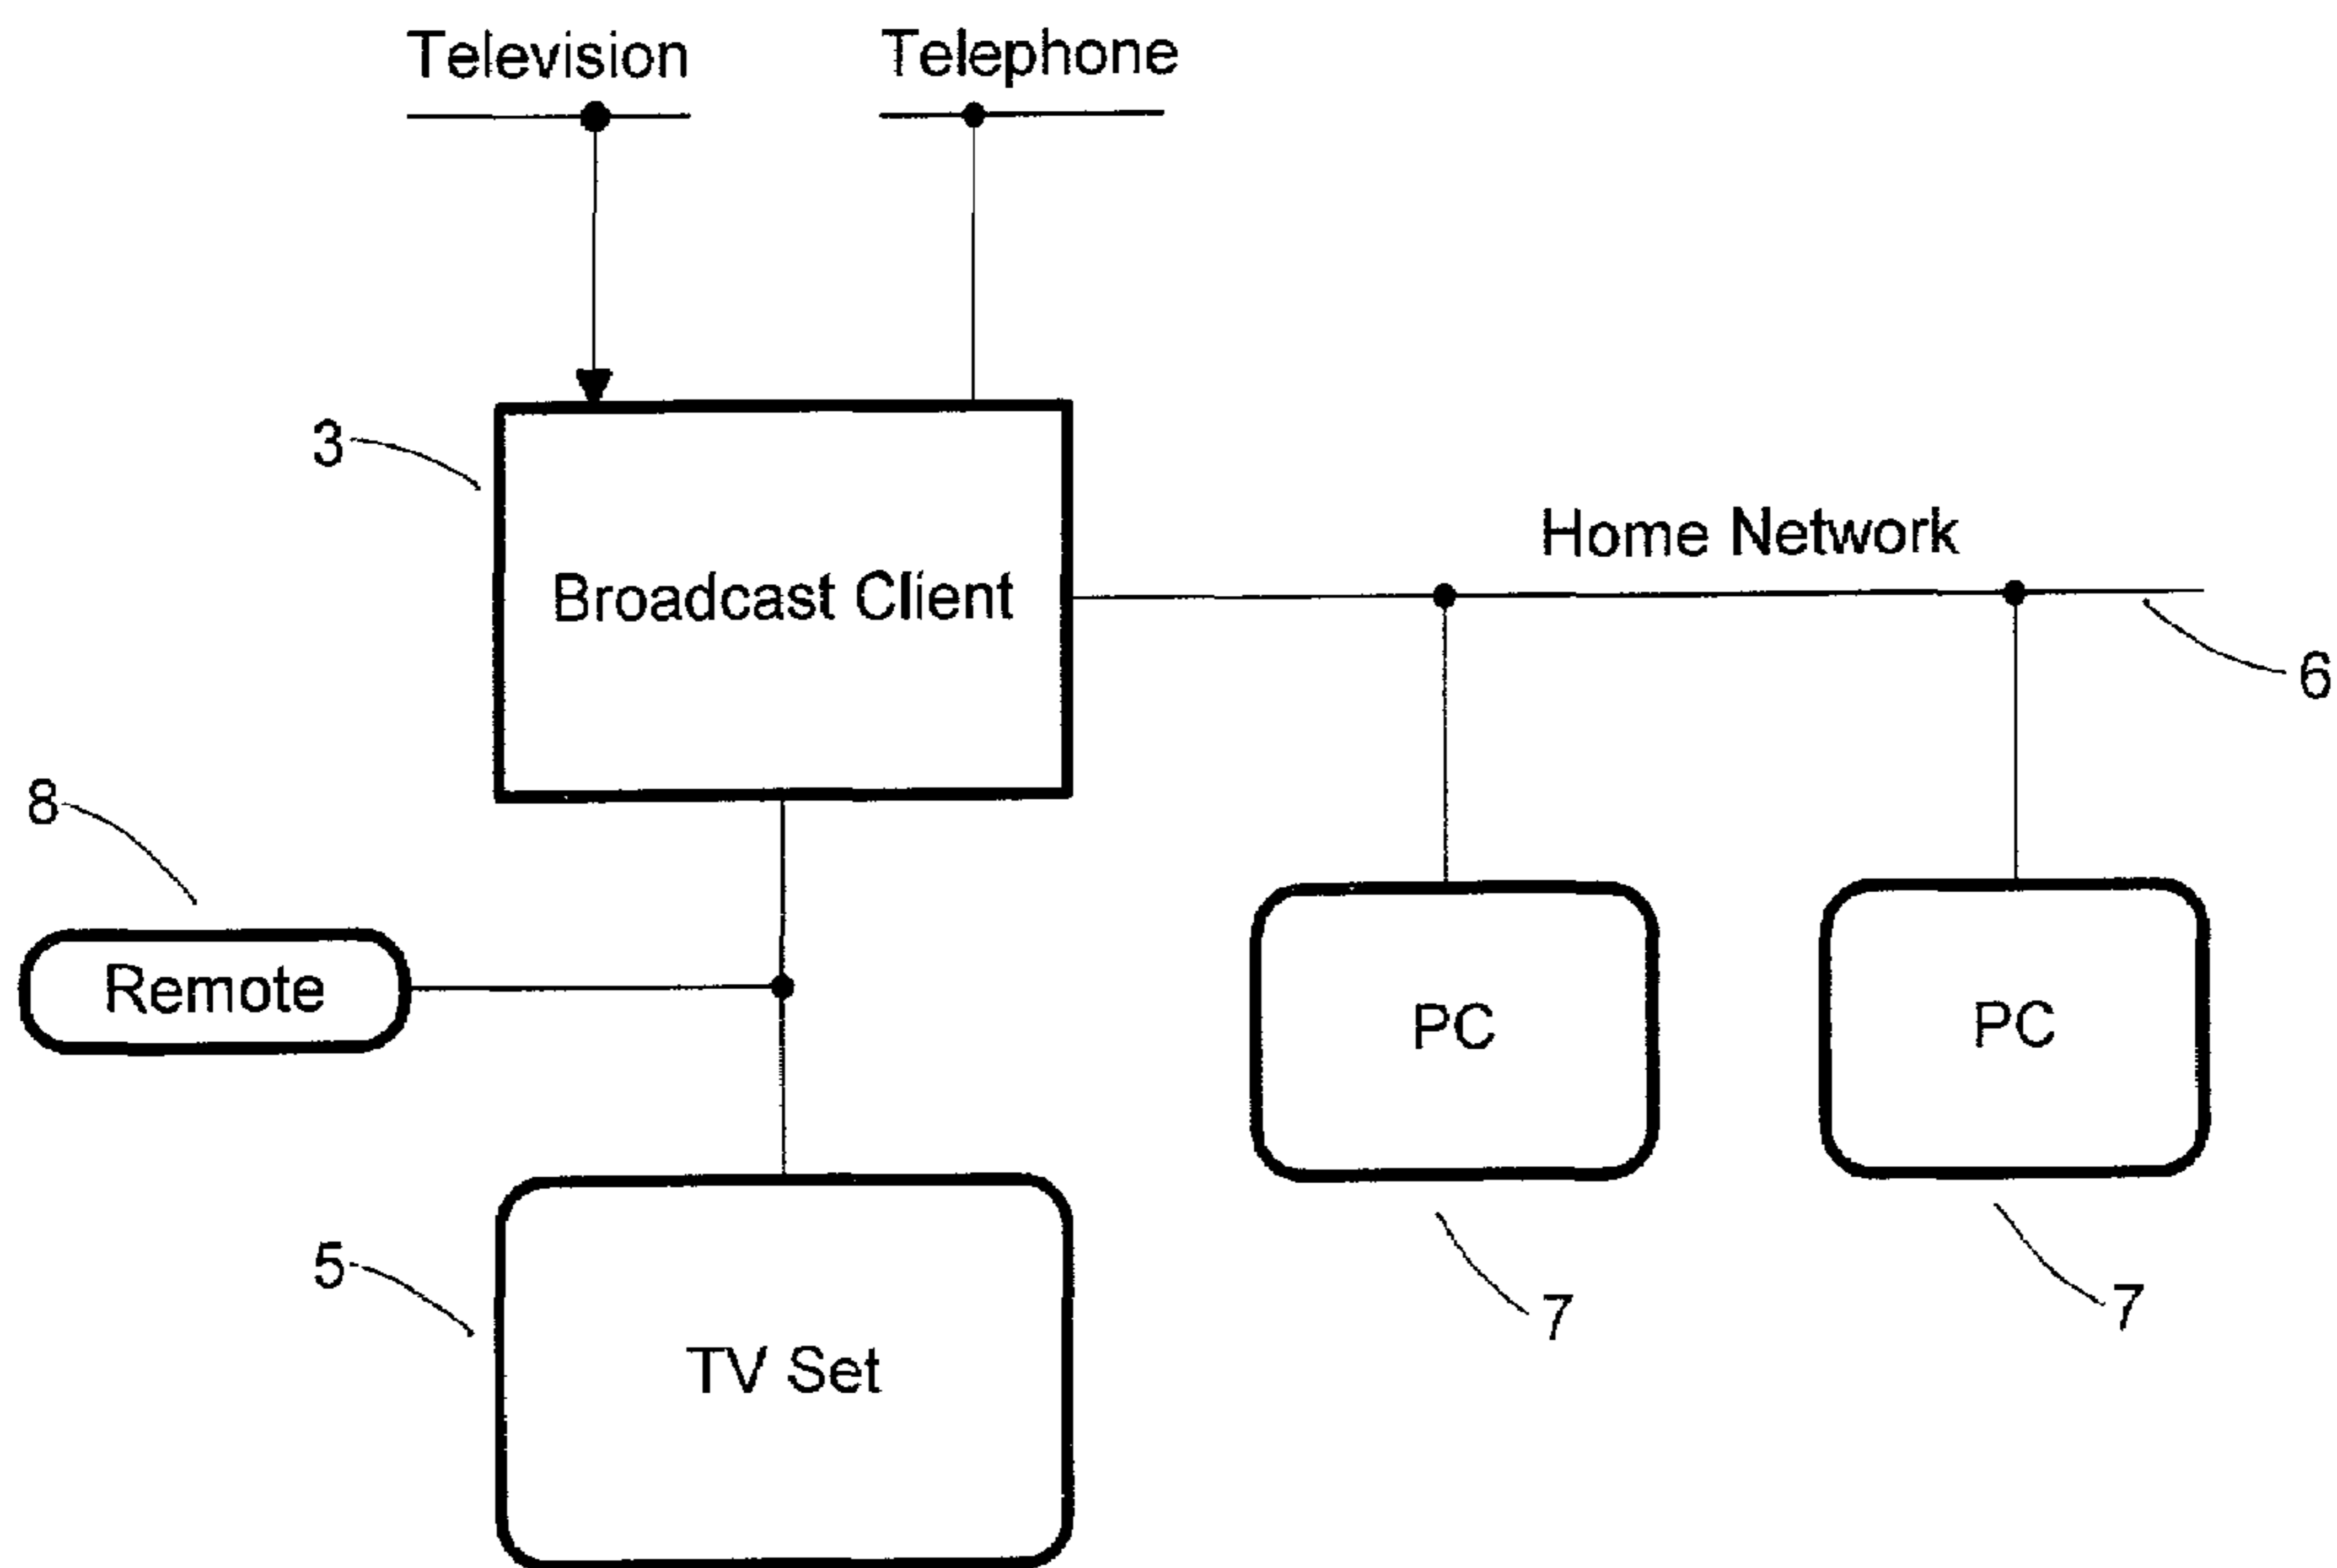 Television
Telephone
3
Broadcast Client
Home Network
6
8
Remote
PC
PC
5
TV Set
7
7